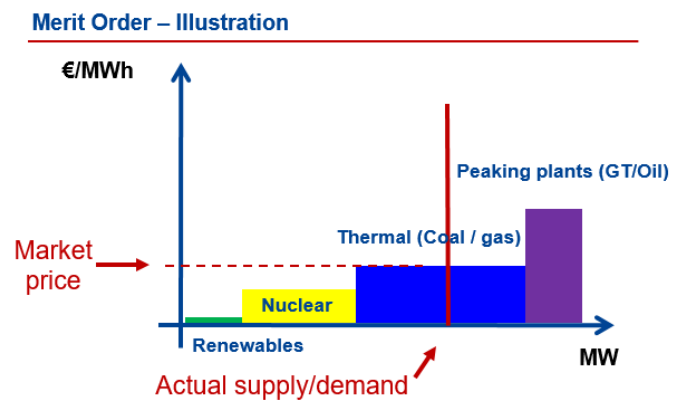 Merit Order – Illustration
€/MWh
Peaking plants (GT/Oil)
Thermal (Coal / gas)
Market
price
Nuclear
Renewables
MW
Actual supply/demand